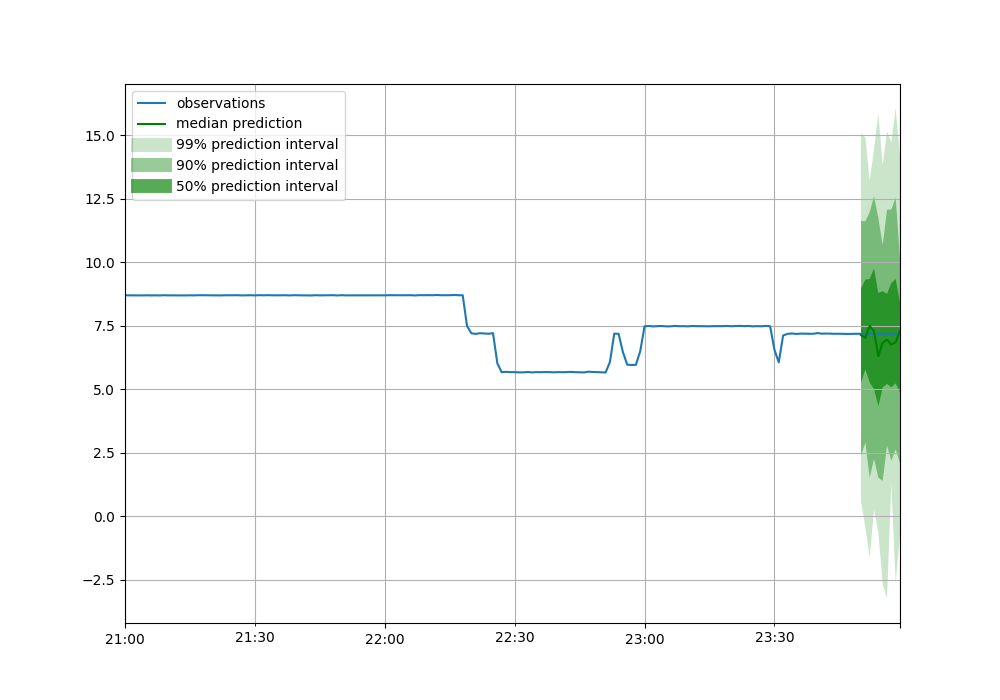 observations
median prediction
99% prediction interval
90% prediction interval
50% prediction interval
15.0
12.5
10.0
7.5
5.0
2.5
0.0
−2.5
21:00
21:30
22:00
22:30
23:00
23:30